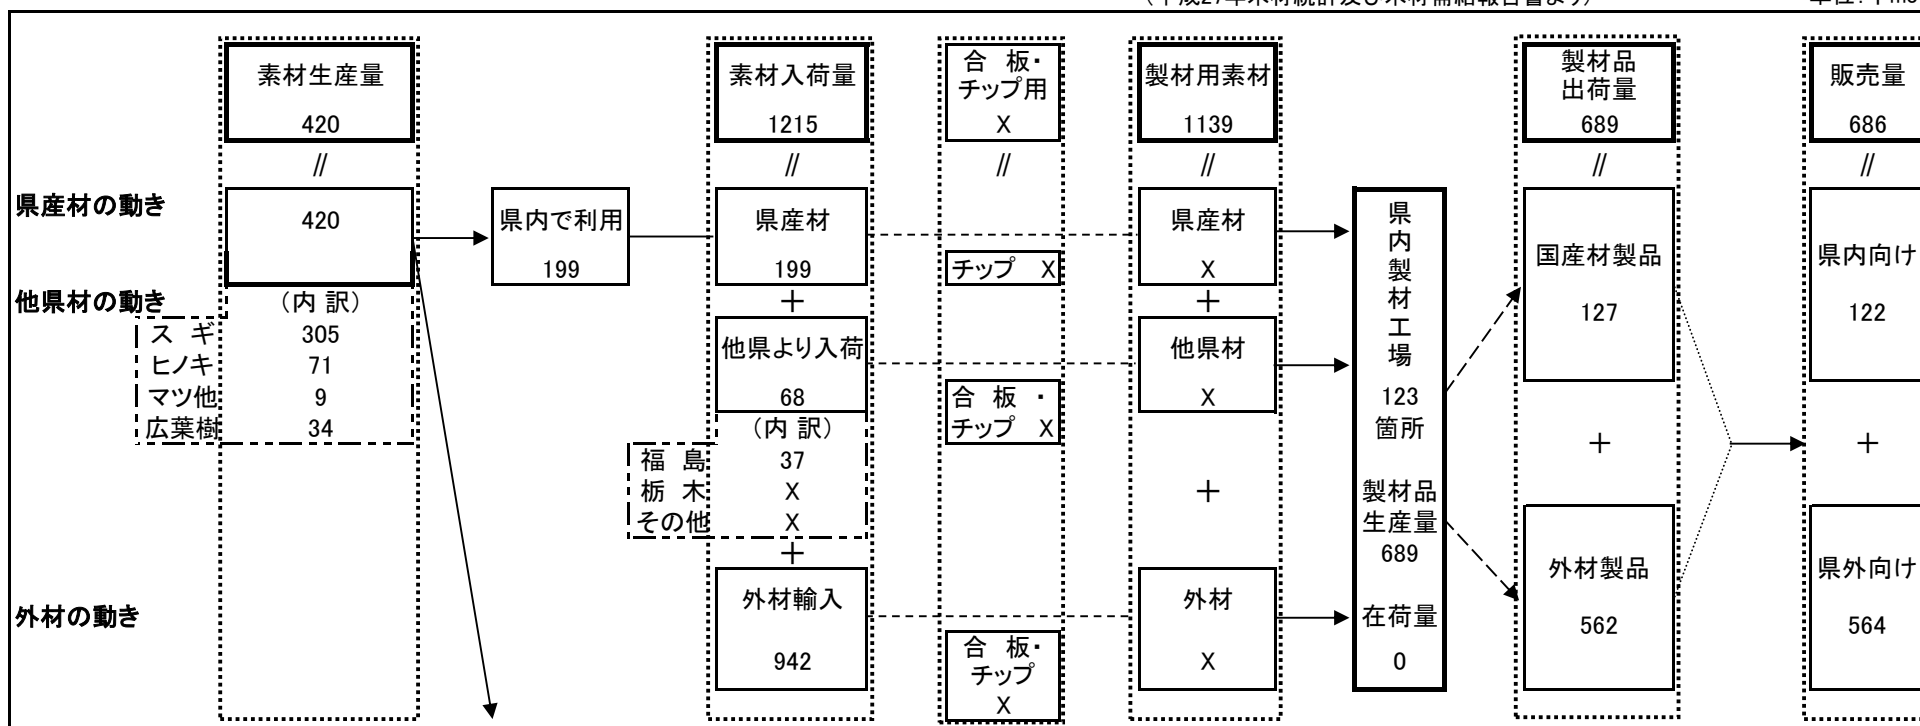 素材生産量
420
//
素材入荷量
1215
//
合 板・
チップ用
X
//
製材用素材
1139
//
製材品
出荷量
689
//
販売量
686
//
県産材の動き
420
県内で利用
199
県産材
199
チップ X
県産材
X
県内製材工場
123
箇所
製材品
生産量
689
在荷量
0
国産材製品
127
県内向け
122
他県材の動き
(内 訳)
ス ギ 305
ヒノキ 71
マツ他 9
広葉樹 34
+
他県より入荷
68
(内 訳)
福 島 37
栃 木 X
その他 X
+
合 板 ・
チップ X
+
他県材
X
+
+
+
外材の動き
外材輸入
942
合 板・
チップ
X
外材
X
外材製品
562
県外向け
564